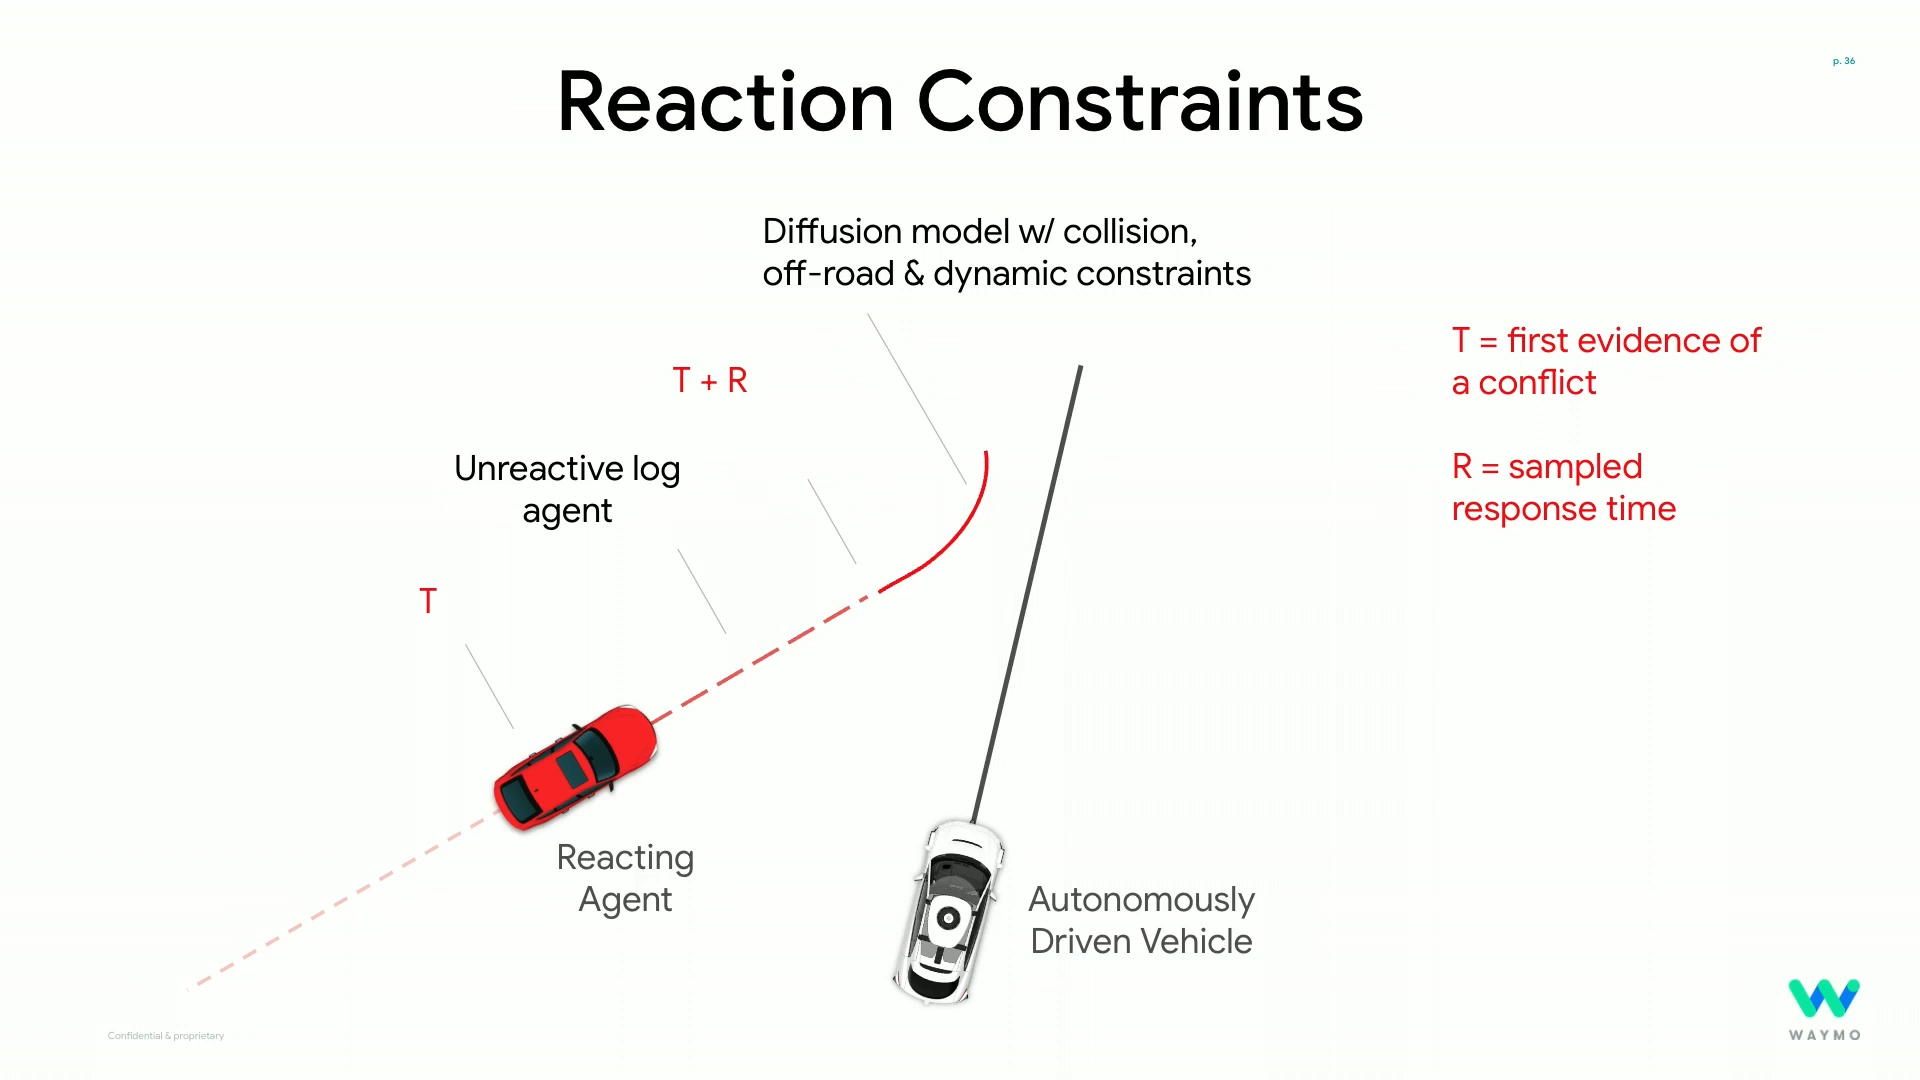 p. 36
Reaction Constraints
Diffusion model w/ collision,
off-road & dynamic constraints
T = first evidence of
a conflict
T + R
Unreactive log
agent
R = sampled
response time
T
Reacting
Agent
Autonomously
Driven Vehicle
Confidential & proprietary
WAYMO